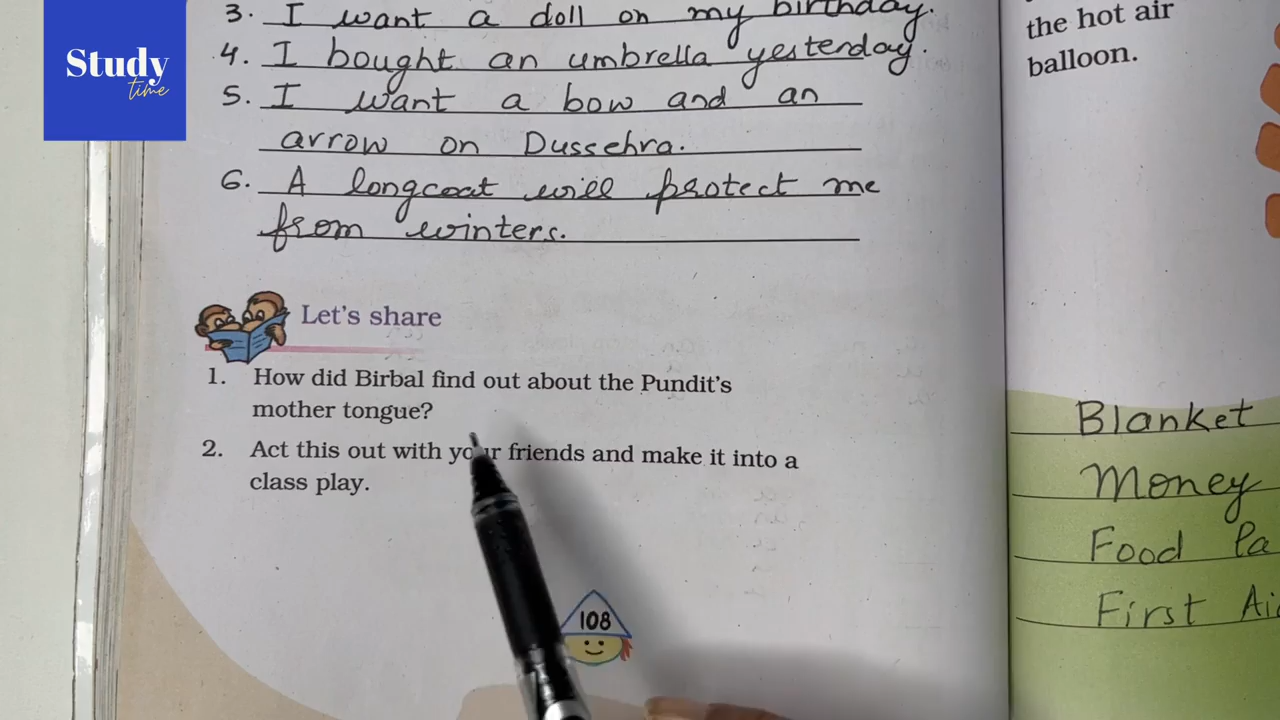 Study
time
3. I want a doll on my birthday.
4. I bought an umbrella yesterday.
5. I want a bow and an
arrow on Dussehra.
6. A longcoat will protect me
from winters.
Let's share
1. How did Birbal find out about the Pundit's
mother tongue?
2. Act this out with your friends and make it into a
class play.
108
the hot air
balloon.
Blanket
Money
Food
First